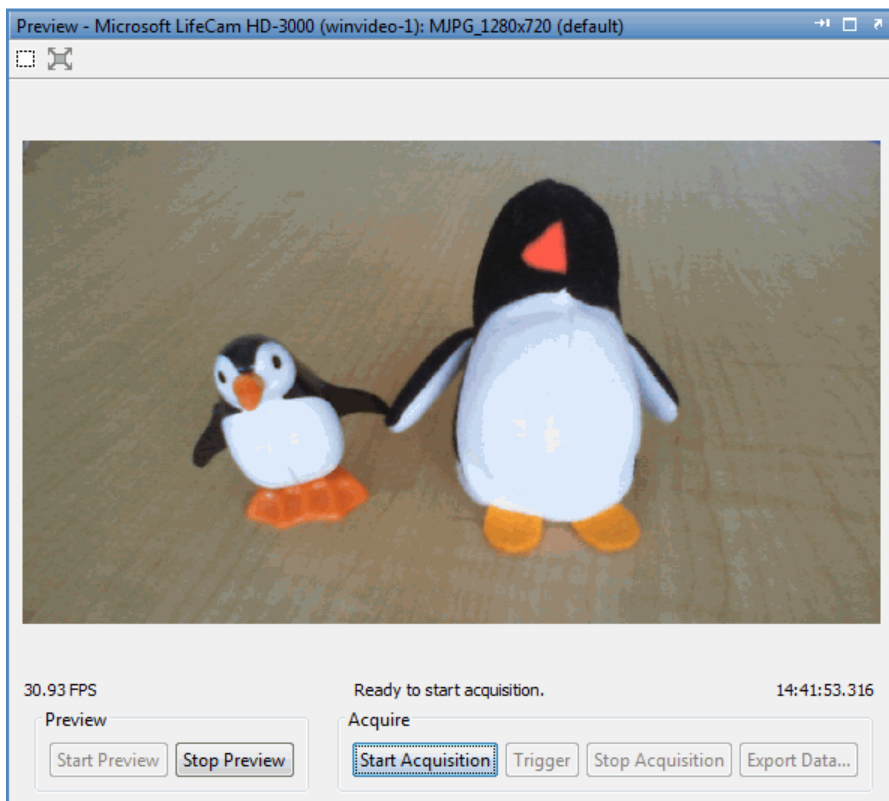 Preview - Microsoft LifeCam HD-3000 (winvideo-1): MJPG_1280x720 (default)
30.93 FPS Ready to start acquisition. 14:41:53.316
Preview Acquire
Start Preview Stop Preview Start Acquisition Trigger Stop Acquisition Export Data...